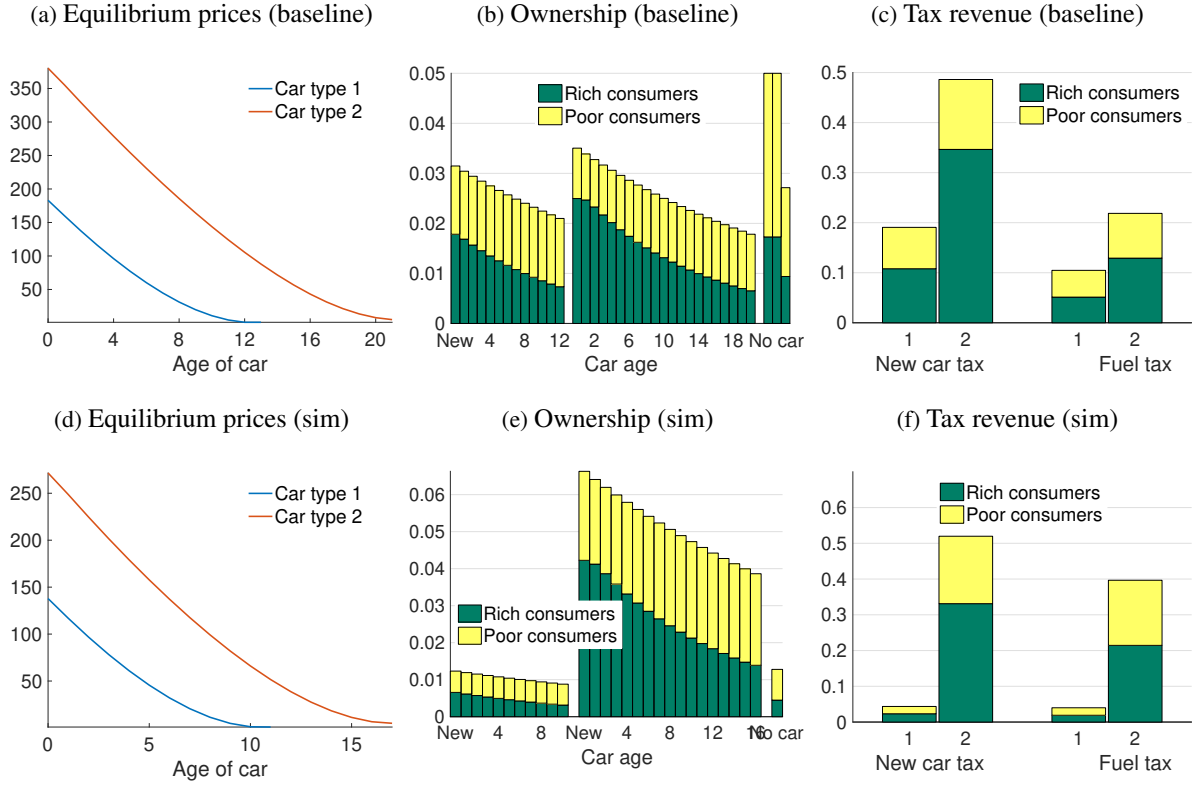 (a) Equilibrium prices (baseline)
350
300
250
200
150
100
50
0 4 8 12 16 20
Age of car
Car type 1
Car type 2
(b) Ownership (baseline)
0.05
0.04
0.03
0.02
0.01
0
New 4 8 12 2 6 10 14 18 No car
Car age
Rich consumers
Poor consumers
(c) Tax revenue (baseline)
0.5
0.4
0.3
0.2
0.1
0
1 2 1 2
New car tax Fuel tax
Rich consumers
Poor consumers
(d) Equilibrium prices (sim)
250
200
150
100
50
0 5 10 15
Age of car
Car type 1
Car type 2
(e) Ownership (sim)
0.06
0.05
0.04
0.03
0.02
0.01
0
New 4 8 New 4 8 12 16 No car
Car age
Rich consumers
Poor consumers
(f) Tax revenue (sim)
0.6
0.5
0.4
0.3
0.2
0.1
0
1 2 1 2
New car tax Fuel tax
Rich consumers
Poor consumers